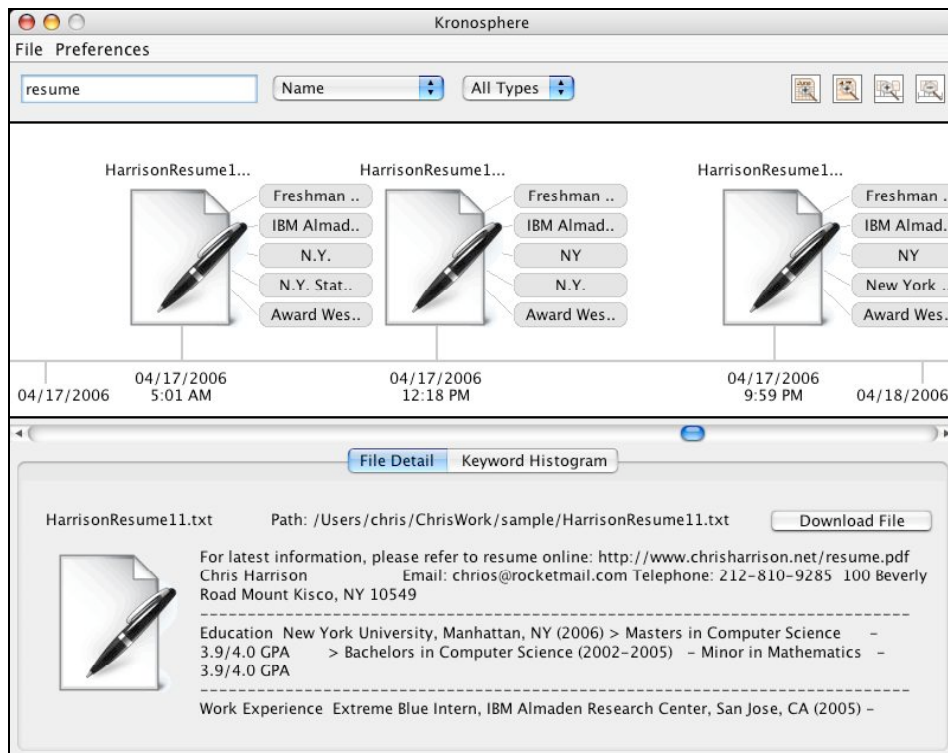 Kronosphere
File Preferences
resume
Name
All Types
HarrisonResume1...
HarrisonResume1...
HarrisonResume1...
Freshman ..
IBM Almad..
N.Y.
N.Y. Stat..
Award Wes..
Freshman ..
IBM Almad..
NY
N.Y.
Award Wes..
Freshman .
IBM Almad.
NY
New York .
Award Wes.
04/17/2006
04/17/2006
5:01 AM
04/17/2006
12:18 PM
04/17/2006
9:59 PM
04/18/2006
File Detail
Keyword Histogram
HarrisonResume11.txt
Path: /Users/chris/ChrisWork/sample/HarrisonResume11.txt
Download File
For latest information, please refer to resume online: http://www.chrisharrison.net/resume.pdf
Chris Harrison Email: chrios@rocketmail.com Telephone: 212-810-9285 100 Beverly
Road Mount Kisco, NY 10549
--------------------------------------------------------------------------------
Education New York University, Manhattan, NY (2006) > Masters in Computer Science -
3.9/4.0 GPA > Bachelors in Computer Science (2002-2005) - Minor in Mathematics -
3.9/4.0 GPA
--------------------------------------------------------------------------------
Work Experience Extreme Blue Intern, IBM Almaden Research Center, San Jose, CA (2005) -